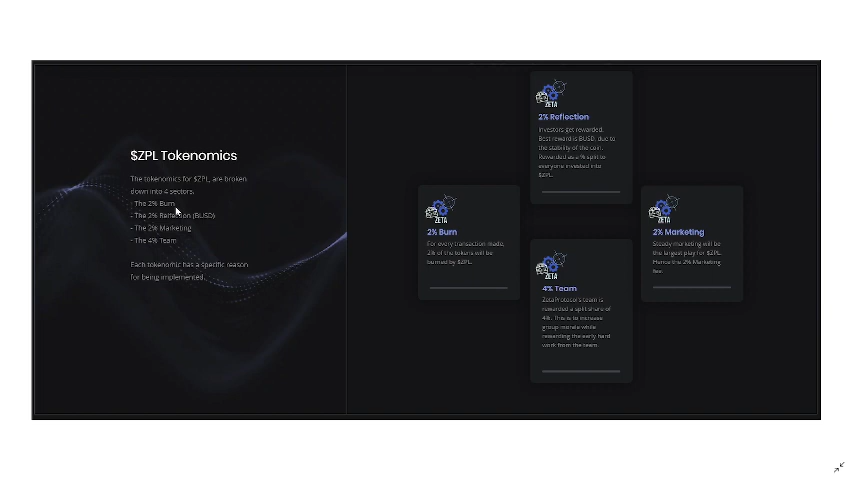 $ZPL Tokenomics
The tokenomics for $ZPL, are broken
down into 4 sectors.
- The 2% Burn
- The 2% Reflection (BUSD)
- The 2% Marketing
- The 4% Team
Each tokenomic has a specific reason
for being implemented.
ZETA
2% Reflection
Investors get rewarded.
Best reward is BUSD, due to
the stability of the coin.
Rewarded as a % split to
everyone invested into
$ZPL.
ZETA
2% Burn
For every transaction made,
2% of the tokens will be
burned by $ZPL.
ZETA
4% Team
ZetaProtocol's team is
rewarded a split share of
4%. This is to increase
group morale while
rewarding the early hard
work from the team.
ZETA
2% Marketing
Steady marketing will be
the largest play for $ZPL.
Hence the 2% Marketing
fee.